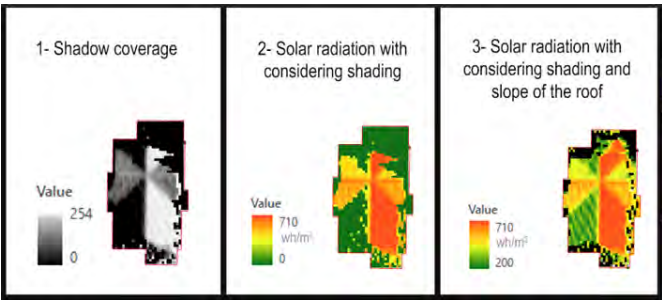 1- Shadow coverage
Value
254
0
2- Solar radiation with
considering shading
Value
710
wh/m²
0
3- Solar radiation with
considering shading and
slope of the roof
Value
710
wh/m²
200